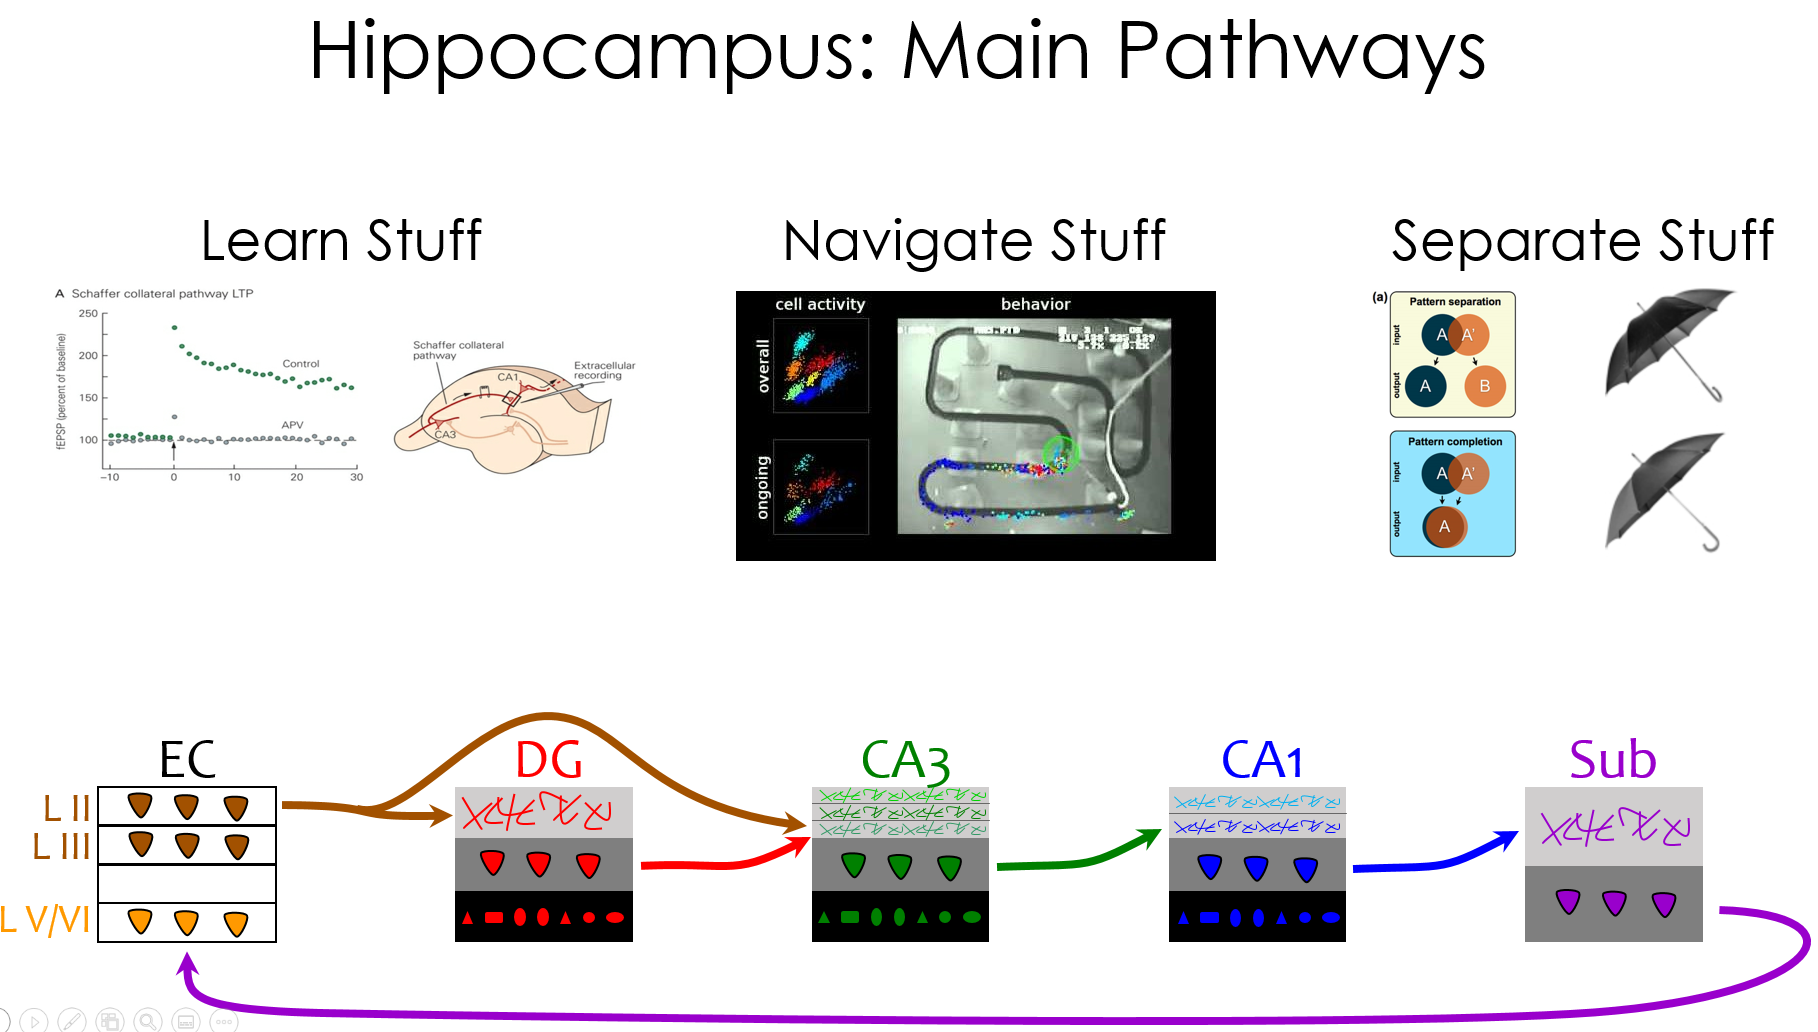 Hippocampus: Main Pathways
Learn Stuff
Navigate Stuff
Separate Stuff
A Schaffer collateral pathway LTP
fEPSP (percent of baseline)
250
200
150
100
Control
APV
−10 0 10 20 30
Schaffer collateral
pathway
CA1
Extracellular
recording
CA3
cell activity
behavior
overall
ongoing
(a)
Pattern separation
input
A A'
output
A B
Pattern completion
input
A A'
output
A
EC
DG
CA3
CA1
Sub
L II
L III
L V/VI